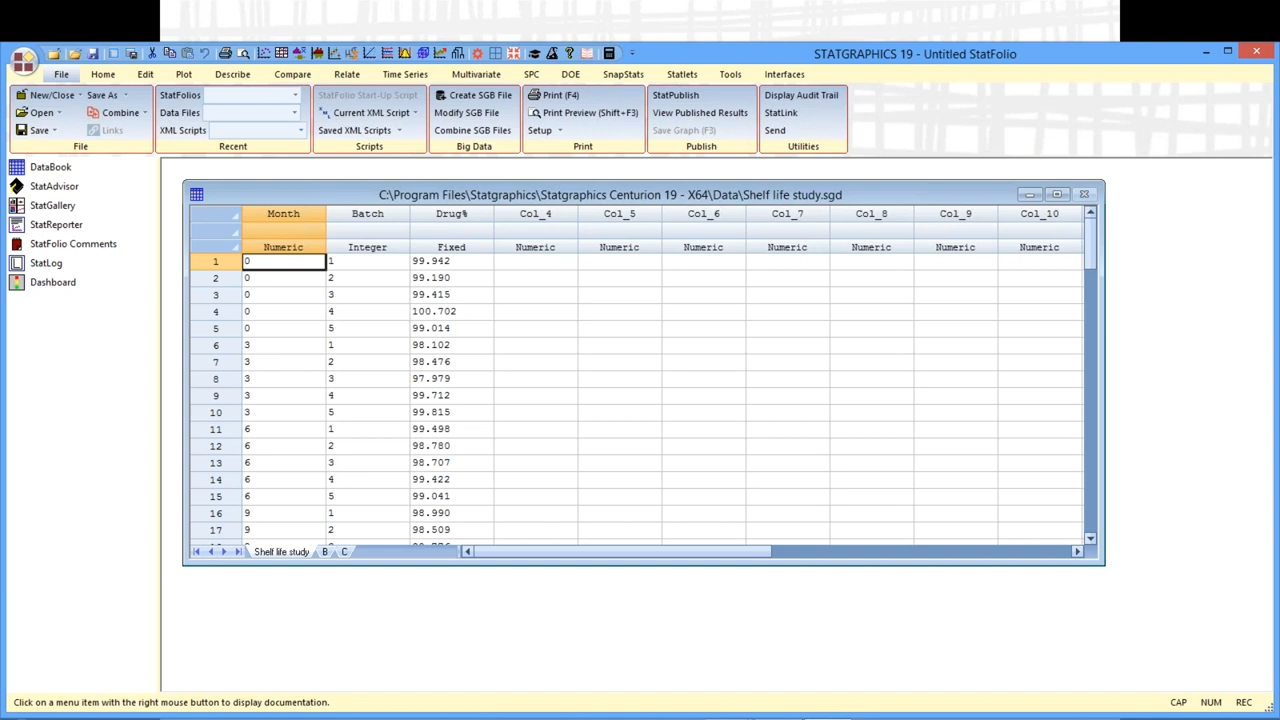 STATGRAPHICS 19 - Untitled StatFolio
File Home Edit Plot Describe Compare Relate Time Series Multivariate SPC DOE SnapStats Statlets Tools Interfaces
New/Close Save As StatFolios StatFolio Start-Up Script Create SGB File Print (F4) StatPublish Display Audit Trail
Open Combine Data Files Current XML Script Modify SGB File Print Preview (Shift+F3) View Published Results StatLink
Save Links XML Scripts Saved XML Scripts Combine SGB Files Setup Save Graph (F3) Send
File Recent Scripts Big Data Print Publish Utilities
DataBook
StatAdvisor
StatGallery
StatReporter
StatFolio Comments
StatLog
Dashboard
C:\Program Files\Statgraphics\Statgraphics Centurion 19 - X64\Data\Shelf life study.sgd
Month Batch Drug% Col_4 Col_5 Col_6 Col_7 Col_8 Col_9 Col_10
Numeric Integer Fixed Numeric Numeric Numeric Numeric Numeric Numeric Numeric
1 0 1 99.942
2 0 2 99.190
3 0 3 99.415
4 0 4 100.702
5 0 5 99.014
6 3 1 98.102
7 3 2 98.476
8 3 3 97.979
9 3 4 99.712
10 3 5 99.815
11 6 1 99.498
12 6 2 98.780
13 6 3 98.707
14 6 4 99.422
15 6 5 99.041
16 9 1 98.990
17 9 2 98.509
Shelf life study B C
Click on a menu item with the right mouse button to display documentation. CAP NUM REC